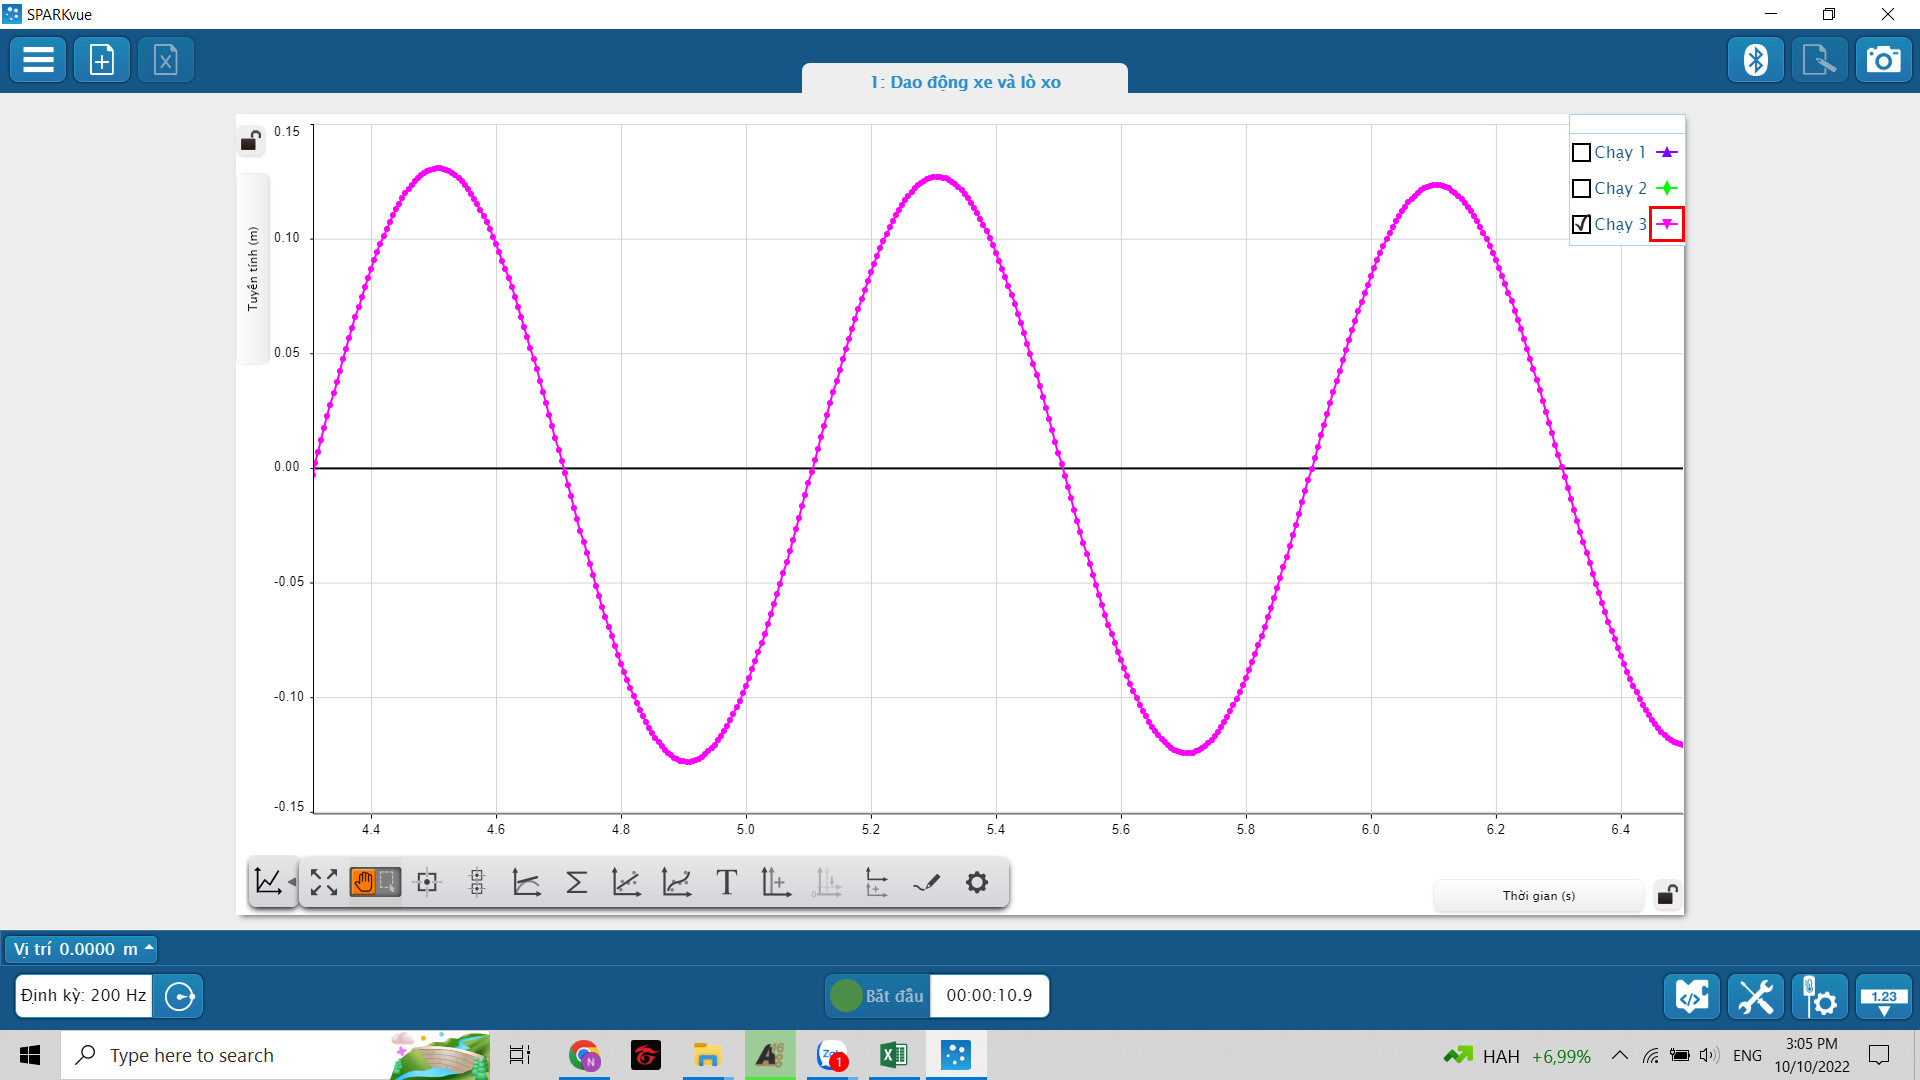 SPARKvue
1: Dao động xe và lò xo
0.15
0.10
0.05
0.00
-0.05
-0.10
-0.15
Tuyến tính (m)
Chạy 1
Chạy 2
Chạy 3
4.4 4.6 4.8 5.0 5.2 5.4 5.6 5.8 6.0 6.2 6.4
Σ T
Thời gian (s)
Vị trí 0.0000 m
Định kỳ: 200 Hz
Bắt đầu 00:00:10.9
1.23
Type here to search
N
1
HAH +6,99%
ENG
3:05 PM
10/10/2022